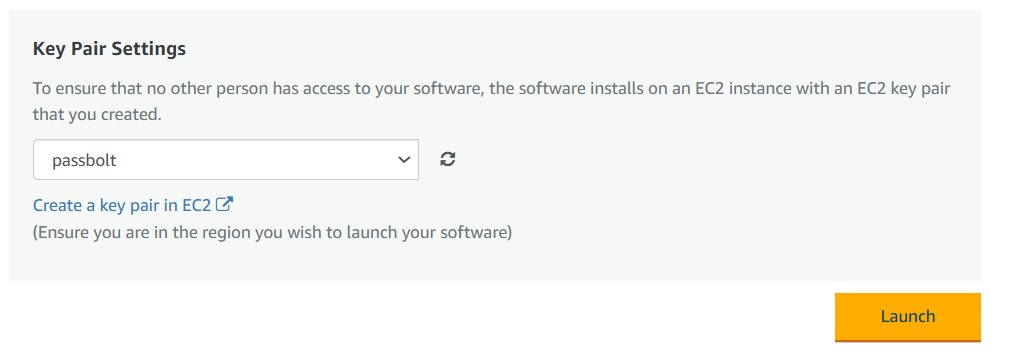 Key Pair Settings
To ensure that no other person has access to your software, the software installs on an EC2 instance with an EC2 key pair
that you created.
passbolt
Create a key pair in EC2
(Ensure you are in the region you wish to launch your software)
Launch